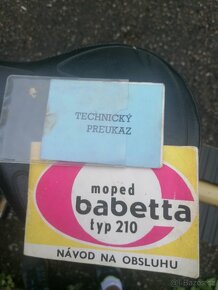 TECHNICKÝ
PREUKAZ
moped
babetta
typ 210
NÁVOD NA OBSLUHU